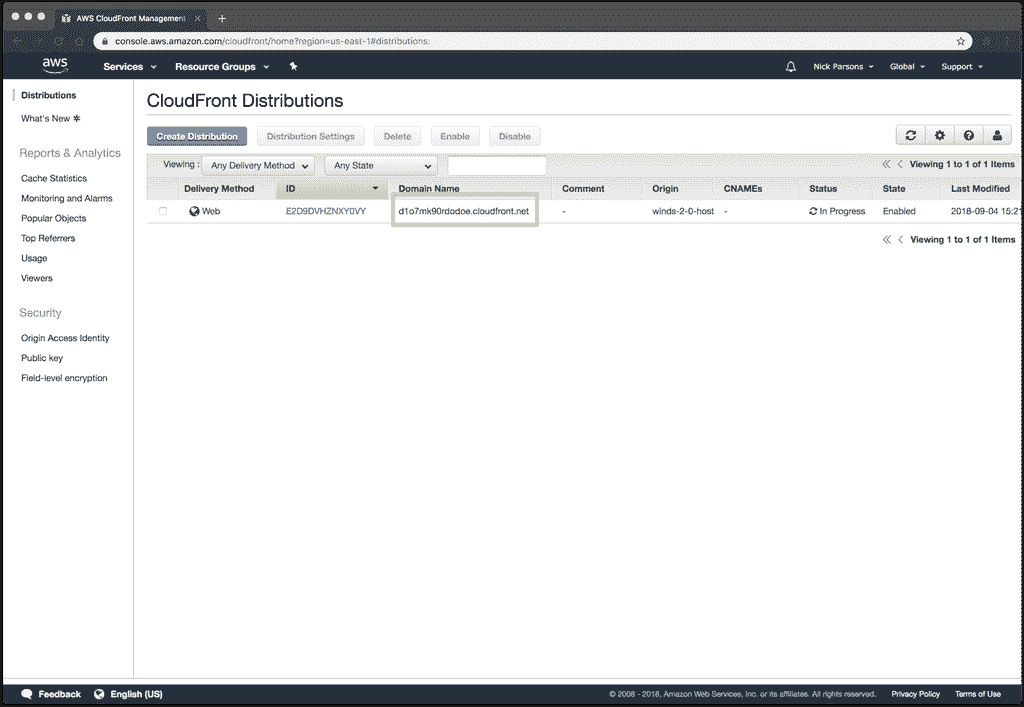 AWS CloudFront Management
console.aws.amazon.com/cloudfront/home?region=us-east-1#distributions:
aws Services Resource Groups Nick Parsons Global Support
Distributions
What's New
Reports & Analytics
Cache Statistics
Monitoring and Alarms
Popular Objects
Top Referrers
Usage
Viewers
Security
Origin Access Identity
Public key
Field-level encryption
CloudFront Distributions
Create Distribution Distribution Settings Delete Enable Disable
Viewing : Any Delivery Method Any State Viewing 1 to 1 of 1 Items
Delivery Method ID Domain Name Comment Origin CNAMEs Status State Last Modified
Web E2D9DVHZNXY0VY d1o7mk90rdodoe.cloudfront.net - winds-2-0-host - In Progress Enabled 2018-09-04 15:21
Viewing 1 to 1 of 1 Items
Feedback English (US) © 2008 - 2018, Amazon Web Services, Inc. or its affiliates. All rights reserved. Privacy Policy Terms of Use